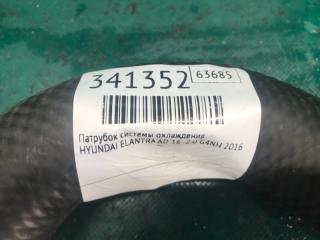 341352 63685
Патрубок системы охлаждения
HYUNDAI ELANTRA AD 16- 2.0 G4NH 2016